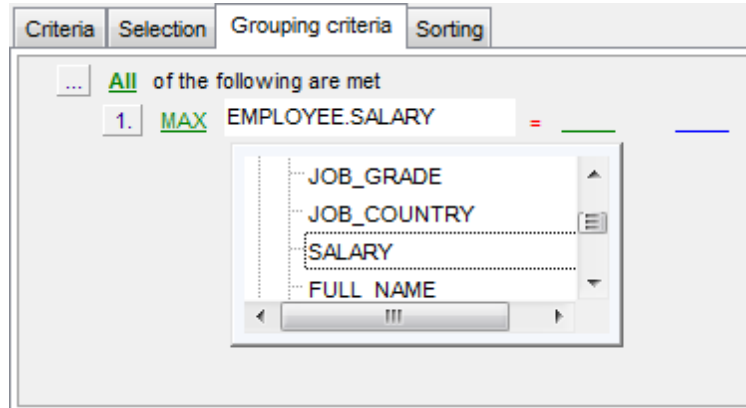 Criteria Selection Grouping criteria Sorting
... All of the following are met
1. MAX EMPLOYEE.SALARY =
JOB_GRADE
JOB_COUNTRY
SALARY
FULL_NAME